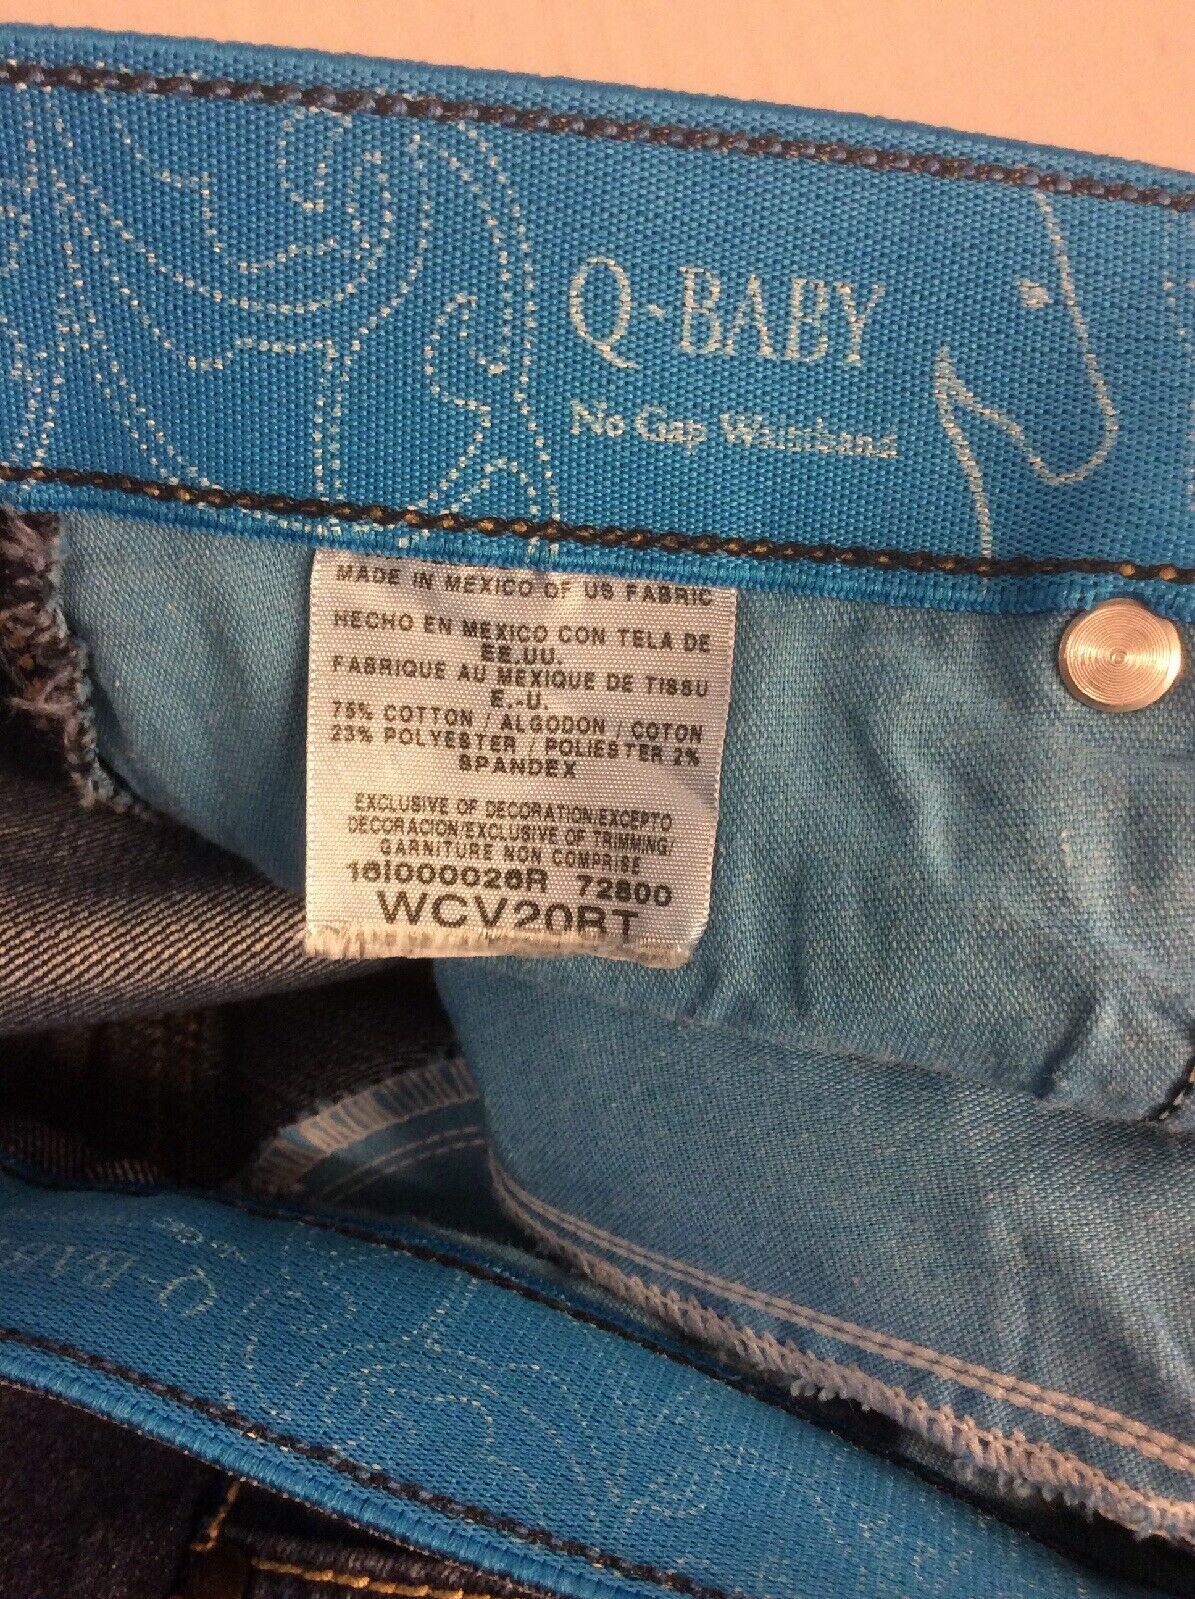 Q-BABY
No Gap Waistband
MADE IN MEXICO OF US FABRIC
HECHO EN MEXICO CON TELA DE
EE.UU.
FABRIQUE AU MEXIQUE DE TISSU
E.-U.
75% COTTON / ALGODON / COTON
23% POLYESTER / POLIESTER 2%
SPANDEX
EXCLUSIVE OF DECORATION/EXCEPTO
DECORACION/EXCLUSIVE OF TRIMMING/
GARNITURE NON COMPRISE
16I000026R 72800
WCV20RT
Q-BABY